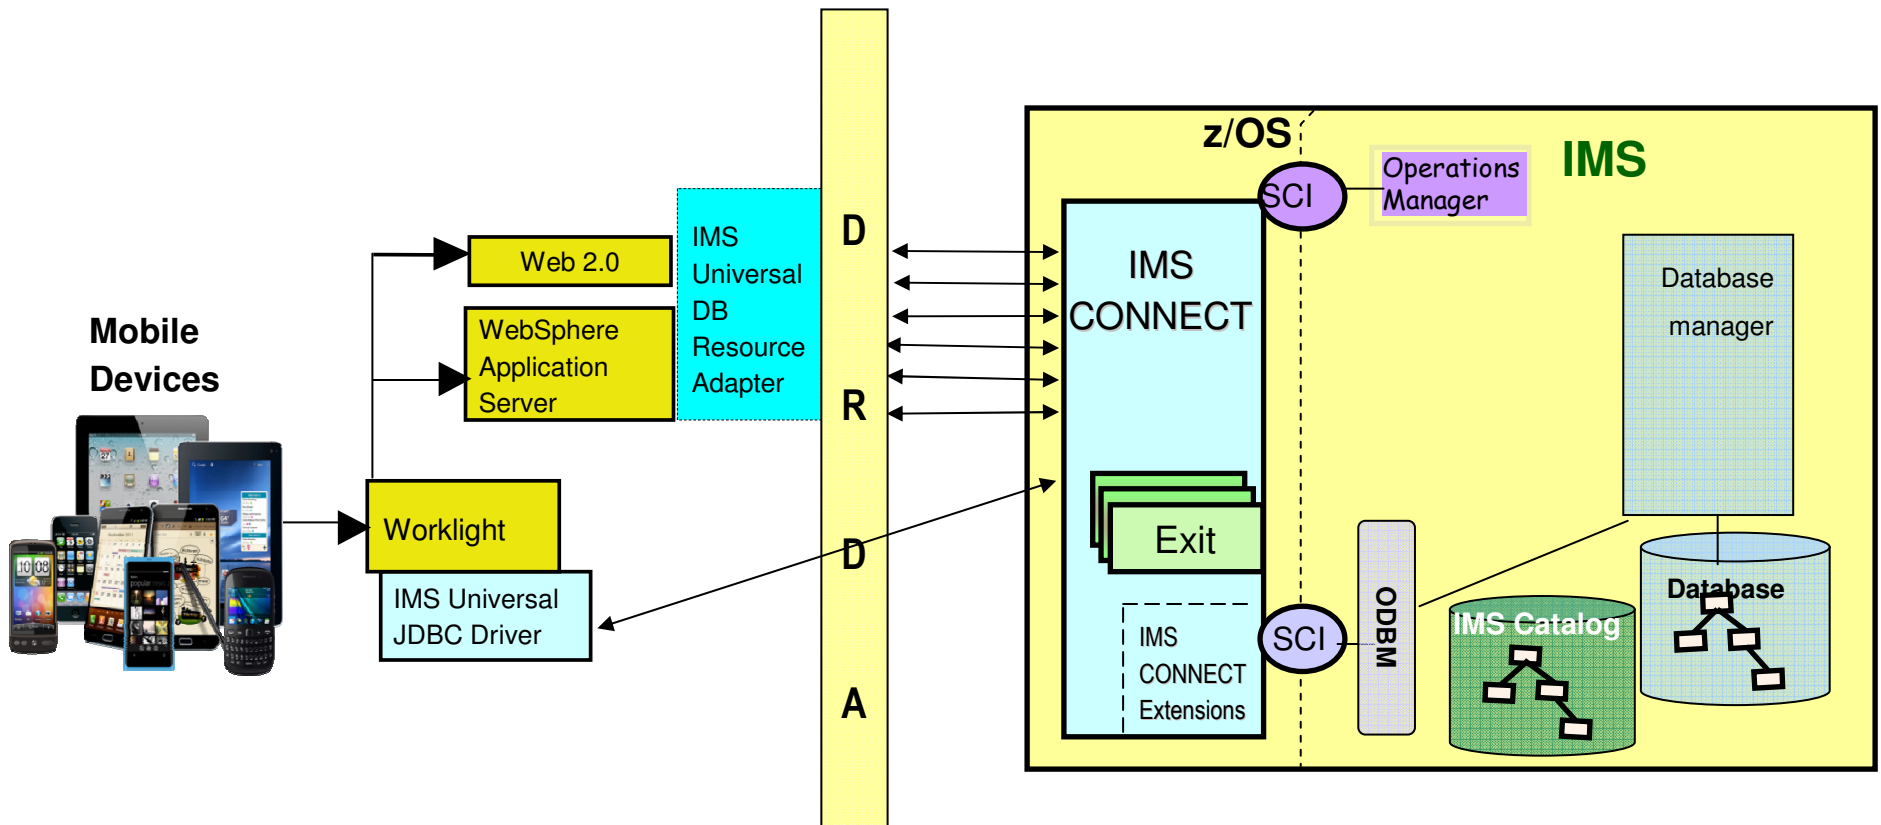 Mobile
Devices
Web 2.0
WebSphere
Application
Server
IMS
Universal
DB
Resource
Adapter
Worklight
IMS Universal
JDBC Driver
D
R
D
A
z/OS
IMS
SCI
Operations
Manager
IMS
CONNECT
Exit
IMS
CONNECT
Extensions
SCI
ODBM
Database
manager
Database
IMS Catalog